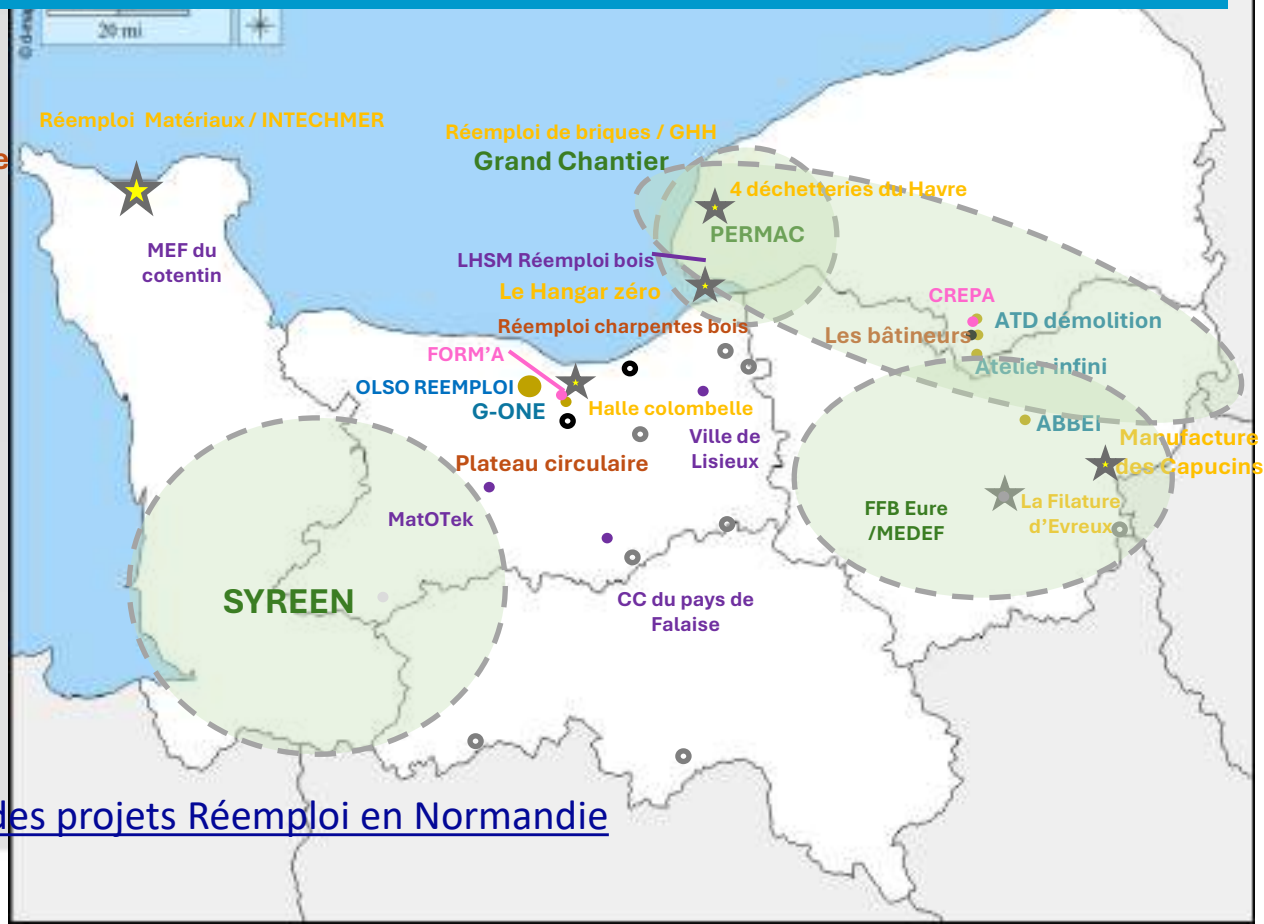 20 mi
Réemploi Matériaux / INTECHMER
Réemploi de briques / GHH
e
Grand Chantier
4 déchetteries du Havre
PERMAC
MEF du
cotentin
LHSM Réemploi bois
Le Hangar zéro
CREPA
Réemploi charpentes bois
Les bâtineurs
ATD démolition
FORM'A
Atelier infini
OLSO REEMPLOI
G-ONE
Halle colombelle
ABBEI
Ville de
Lisieux
Manufacture
des Capucins
Plateau circulaire
MatOTek
FFB Eure
/MEDEF
La Filature
d'Evreux
SYREEN
CC du pays de
Falaise
des projets Réemploi en Normandie